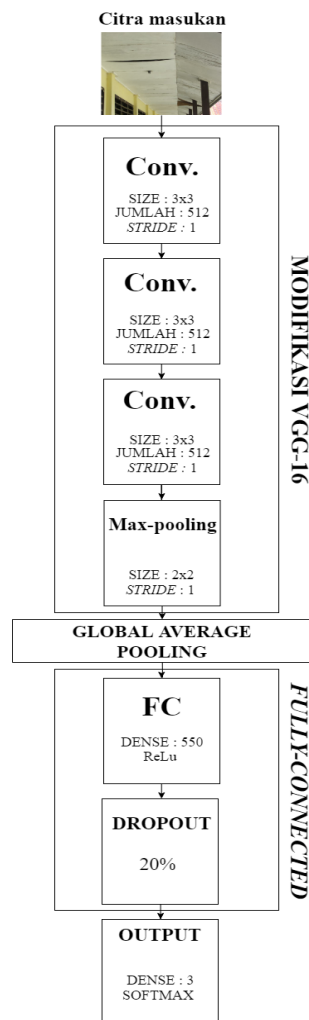 Citra masukan
Conv.
SIZE : 3x3
JUMLAH : 512
STRIDE : 1
Conv.
SIZE : 3x3
JUMLAH : 512
STRIDE : 1
Conv.
SIZE : 3x3
JUMLAH : 512
STRIDE : 1
Max-pooling
SIZE : 2x2
STRIDE : 1
MODIFIKASI VGG-16
GLOBAL AVERAGE
POOLING
FC
DENSE : 550
ReLu
DROPOUT
20%
FULLY-CONNECTED
OUTPUT
DENSE : 3
SOFTMAX